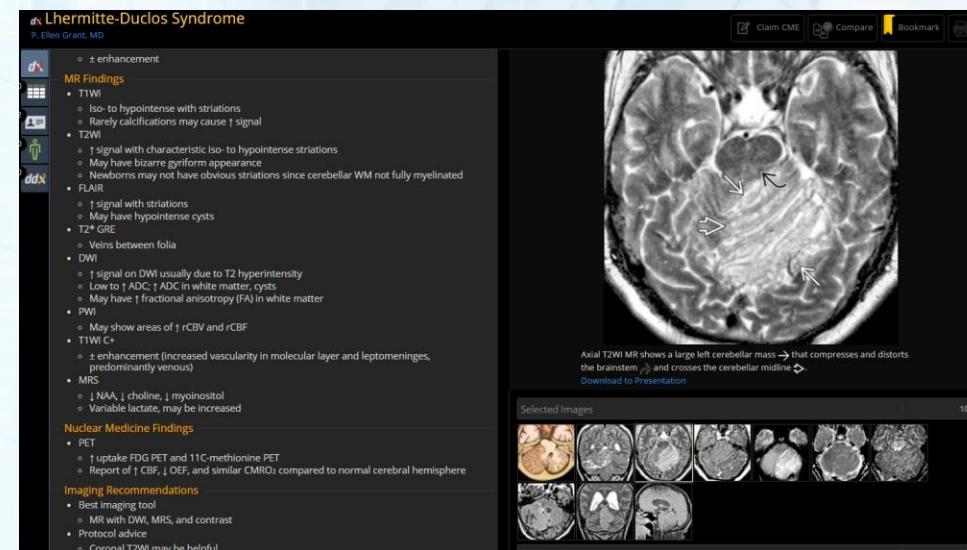 dx Lhermitte-Duclos Syndrome
P. Ellen Grant, MD
Claim CME
Compare
Bookmark
dx
ddx
± enhancement
MR Findings
• T1WI
Iso- to hypointense with striations
Rarely calcifications may cause ↑ signal
• T2WI
↑ signal with characteristic iso- to hypointense striations
May have bizarre gyriform appearance
Newborns may not have obvious striations since cerebellar WM not fully myelinated
• FLAIR
↑ signal with striations
May have hypointense cysts
• T2* GRE
Veins between folia
• DWI
↑ signal on DWI usually due to T2 hyperintensity
Low to ↑ ADC; ↑ ADC in white matter, cysts
May have ↑ fractional anisotropy (FA) in white matter
• PWI
May show areas of ↑ rCBV and rCBF
• T1WI C+
± enhancement (increased vascularity in molecular layer and leptomeninges,
predominantly venous)
• MRS
↓ NAA, ↓ choline, ↓ myoinositol
Variable lactate, may be increased
Nuclear Medicine Findings
• PET
↑ uptake FDG PET and 11C-methionine PET
Report of ↑ CBF, ↓ OEF, and similar CMRO₂ compared to normal cerebral hemisphere
Imaging Recommendations
• Best imaging tool
MR with DWI, MRS, and contrast
• Protocol advice
Coronal T2WI may be helpful
Axial T2WI MR shows a large left cerebellar mass → that compresses and distorts
the brainstem and crosses the cerebellar midline.
Download to Presentation
Selected Images
10